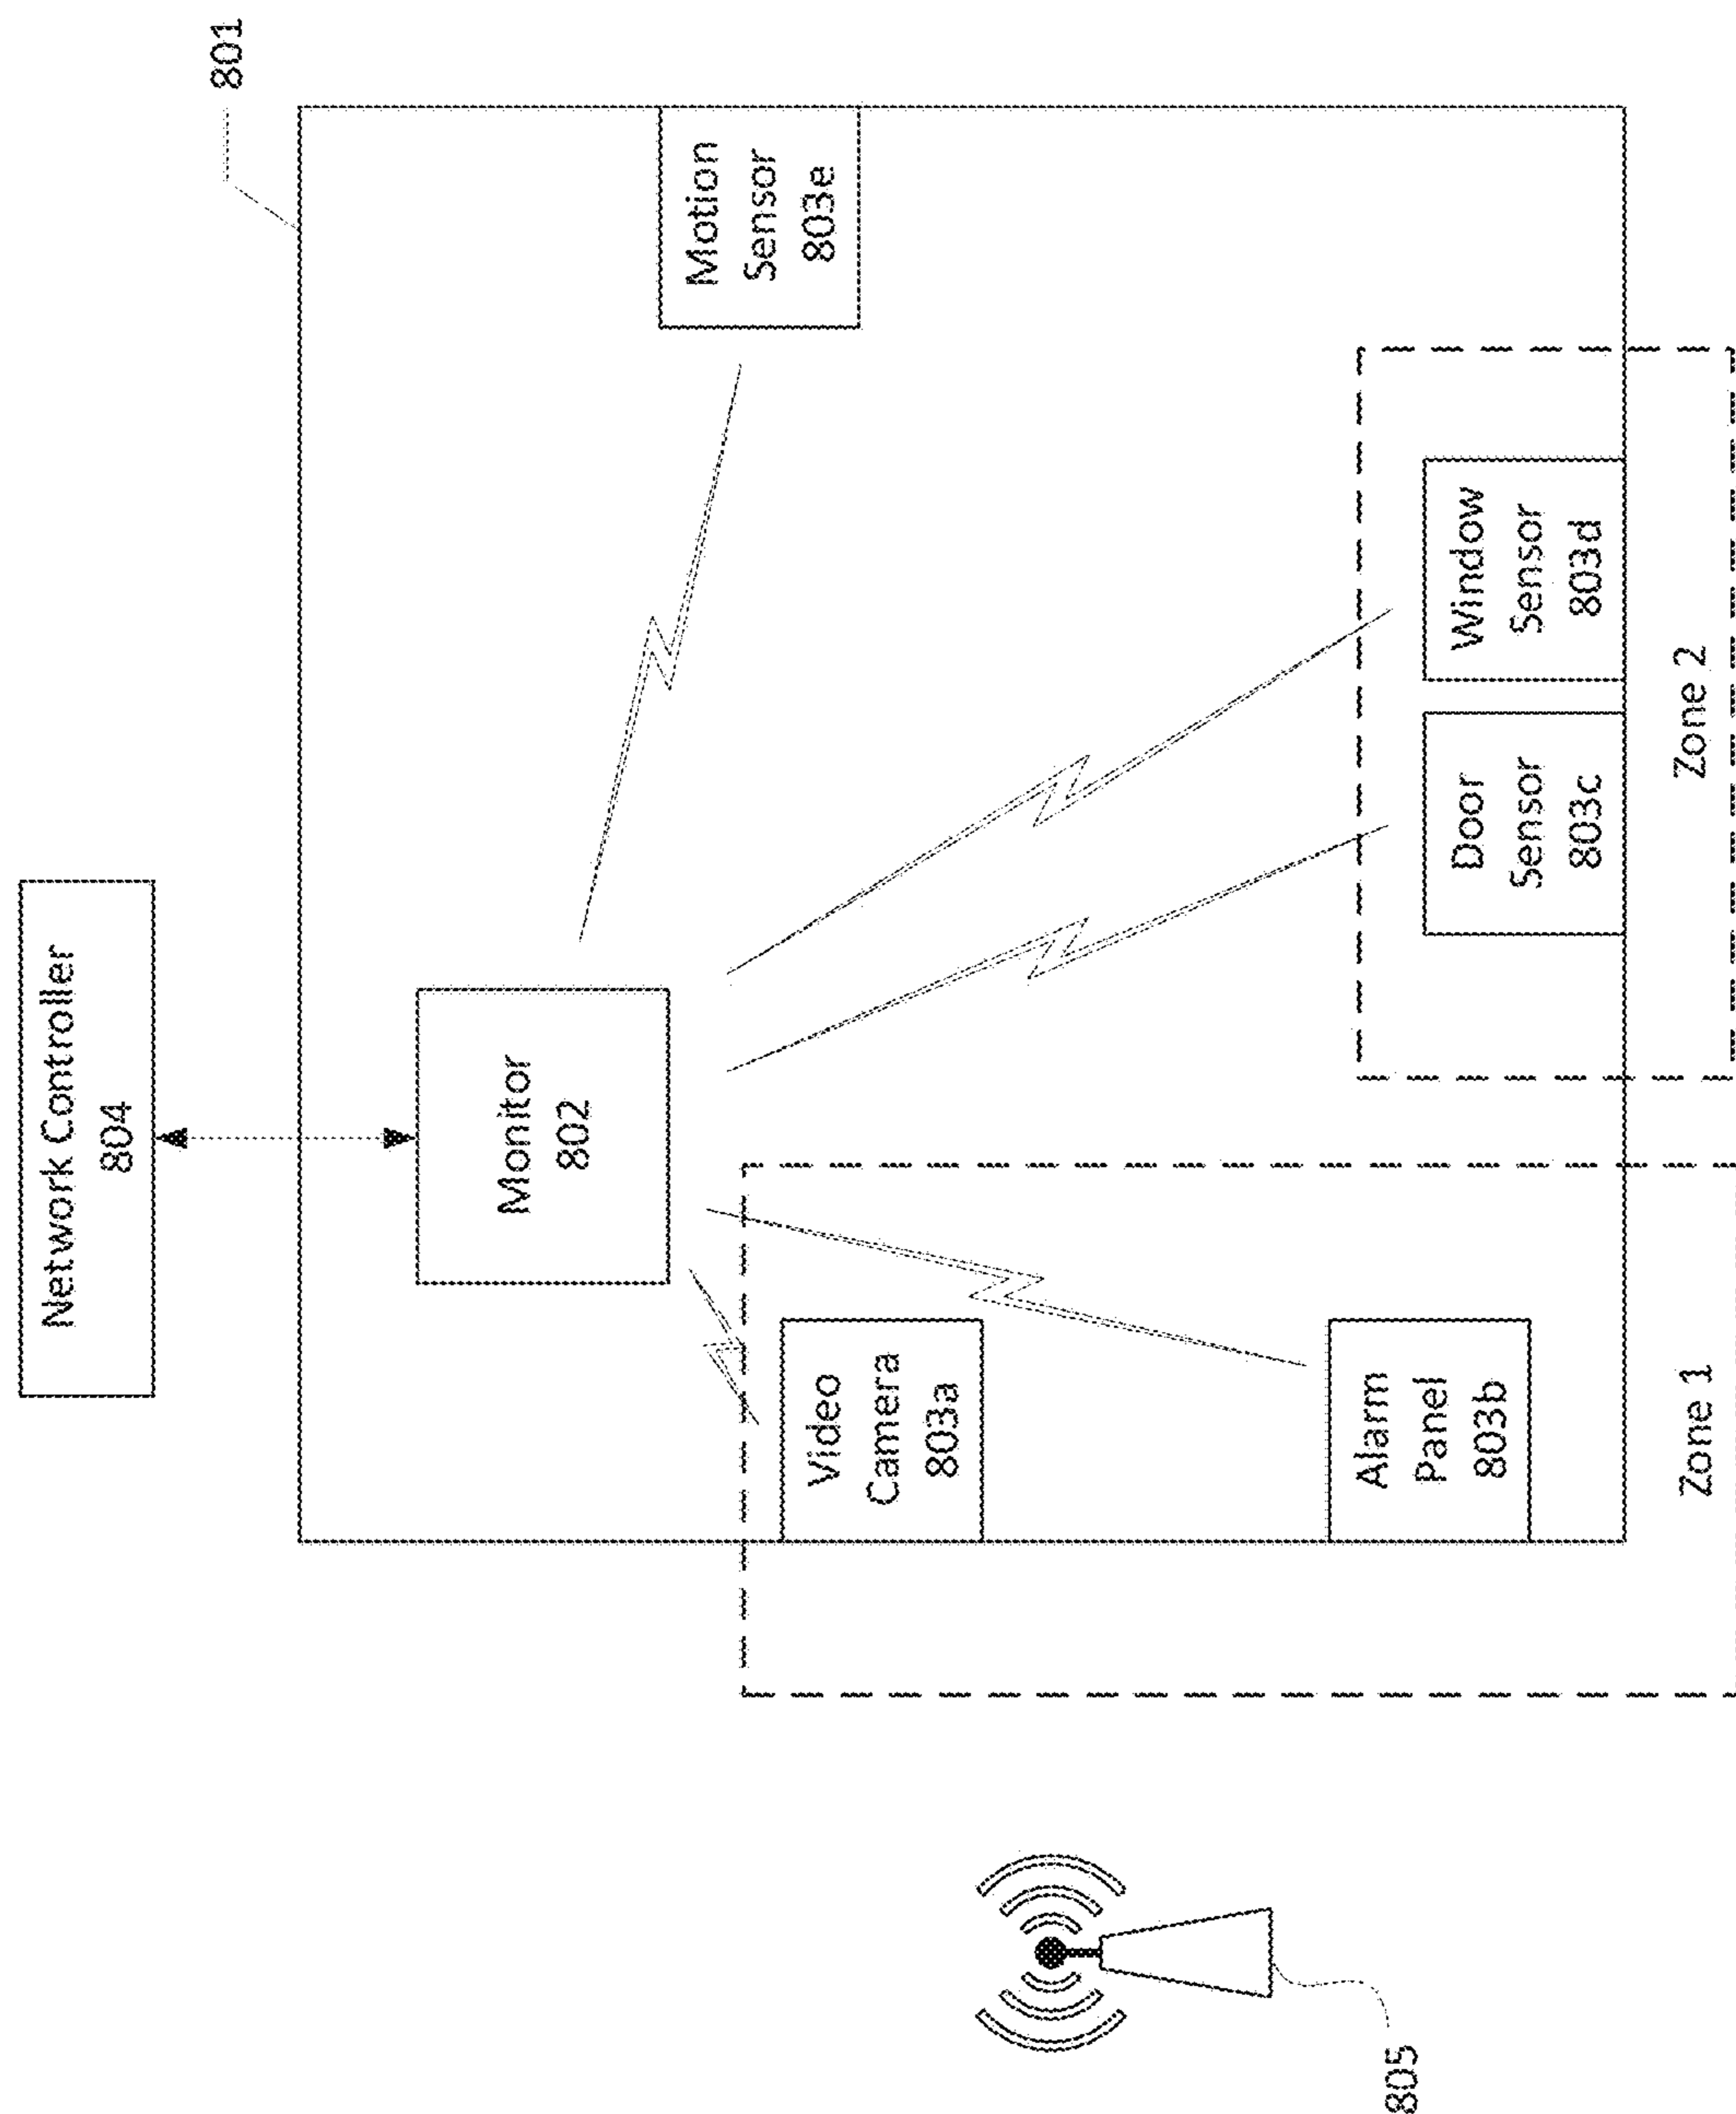 Network Controller
804
801
Monitor
802
Motion
Sensor
803e
Video
Camera
803a
Alarm
Panel
803b
Door
Sensor
803c
Window
Sensor
803d
Zone 1
Zone 2
805